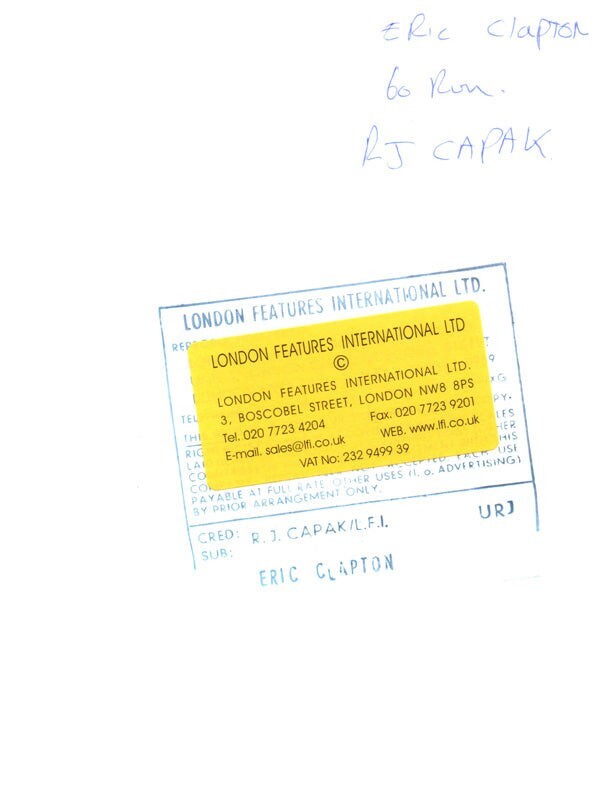 ERic Clapton
60 Run.
RJ CAPAK
LONDON FEATURES INTERNATIONAL LTD.
LONDON FEATURES INTERNATIONAL LTD
©
LONDON FEATURES INTERNATIONAL LTD.
3, BOSCOBEL STREET, LONDON NW8 8PS
Tel. 020 7723 4204 Fax. 020 7723 9201
E-mail. sales@lfi.co.uk WEB. www.lfi.co.uk
VAT No: 232 9499 39
PAYABLE AT FULL RATE. OTHER USES (I.O. ADVERTISING)
BY PRIOR ARRANGEMENT ONLY.
CRED: R.J. CAPAK/L.F.I. URJ
SUB:
ERIC CLAPTON